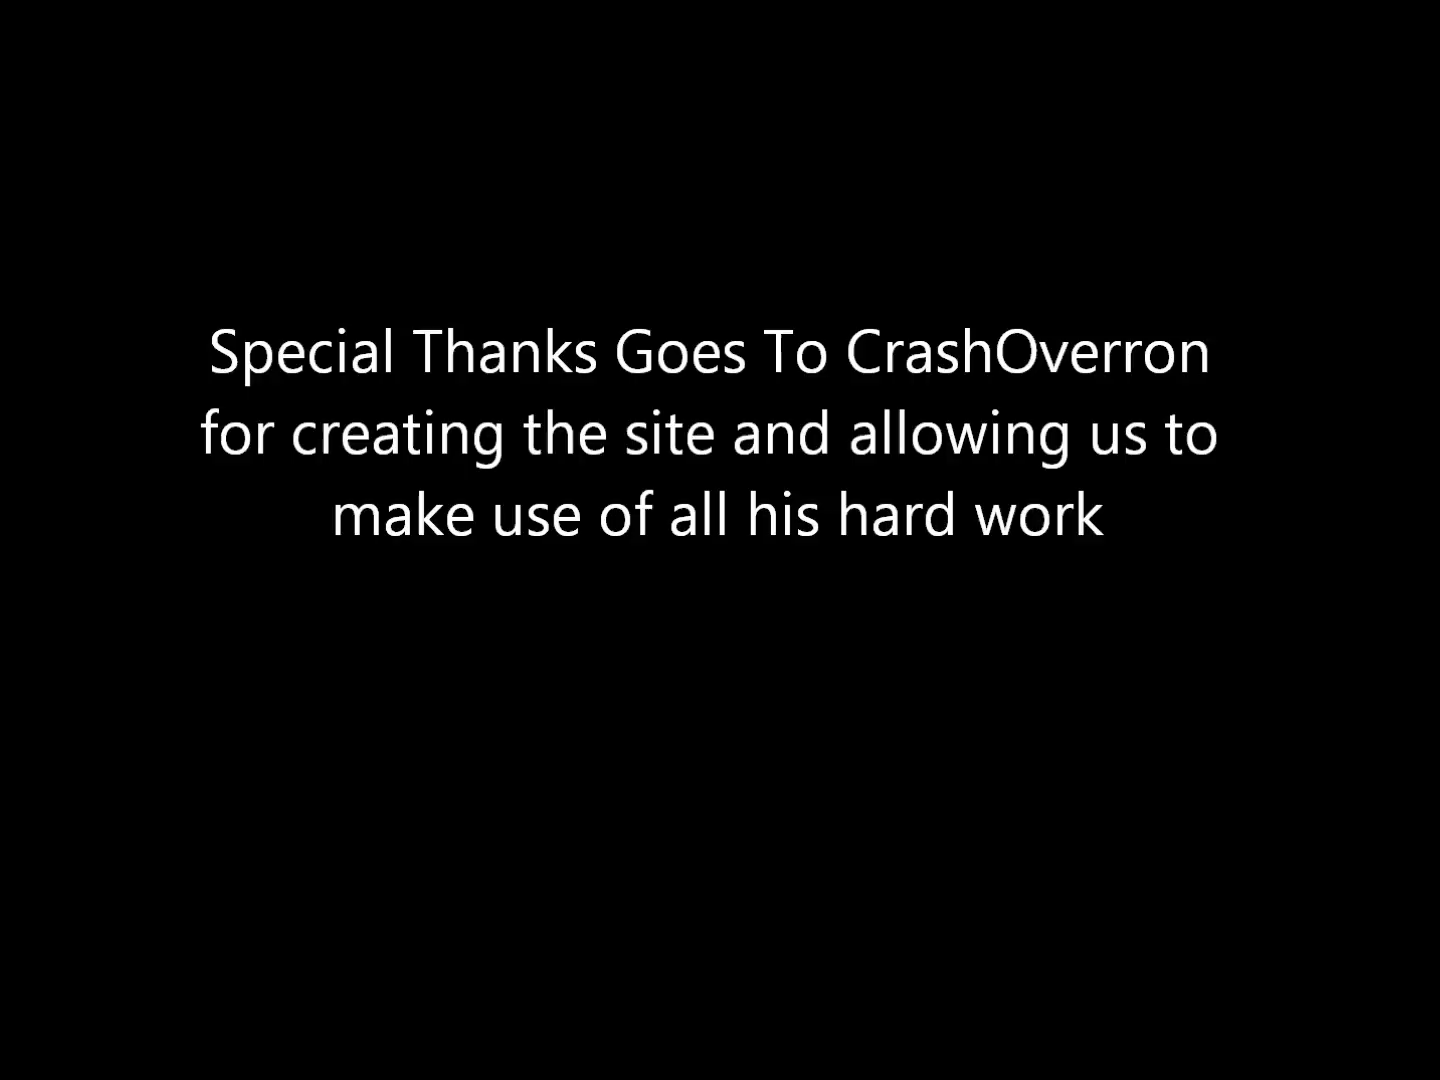 Special Thanks Goes To CrashOverron
for creating the site and allowing us to
make use of all his hard work